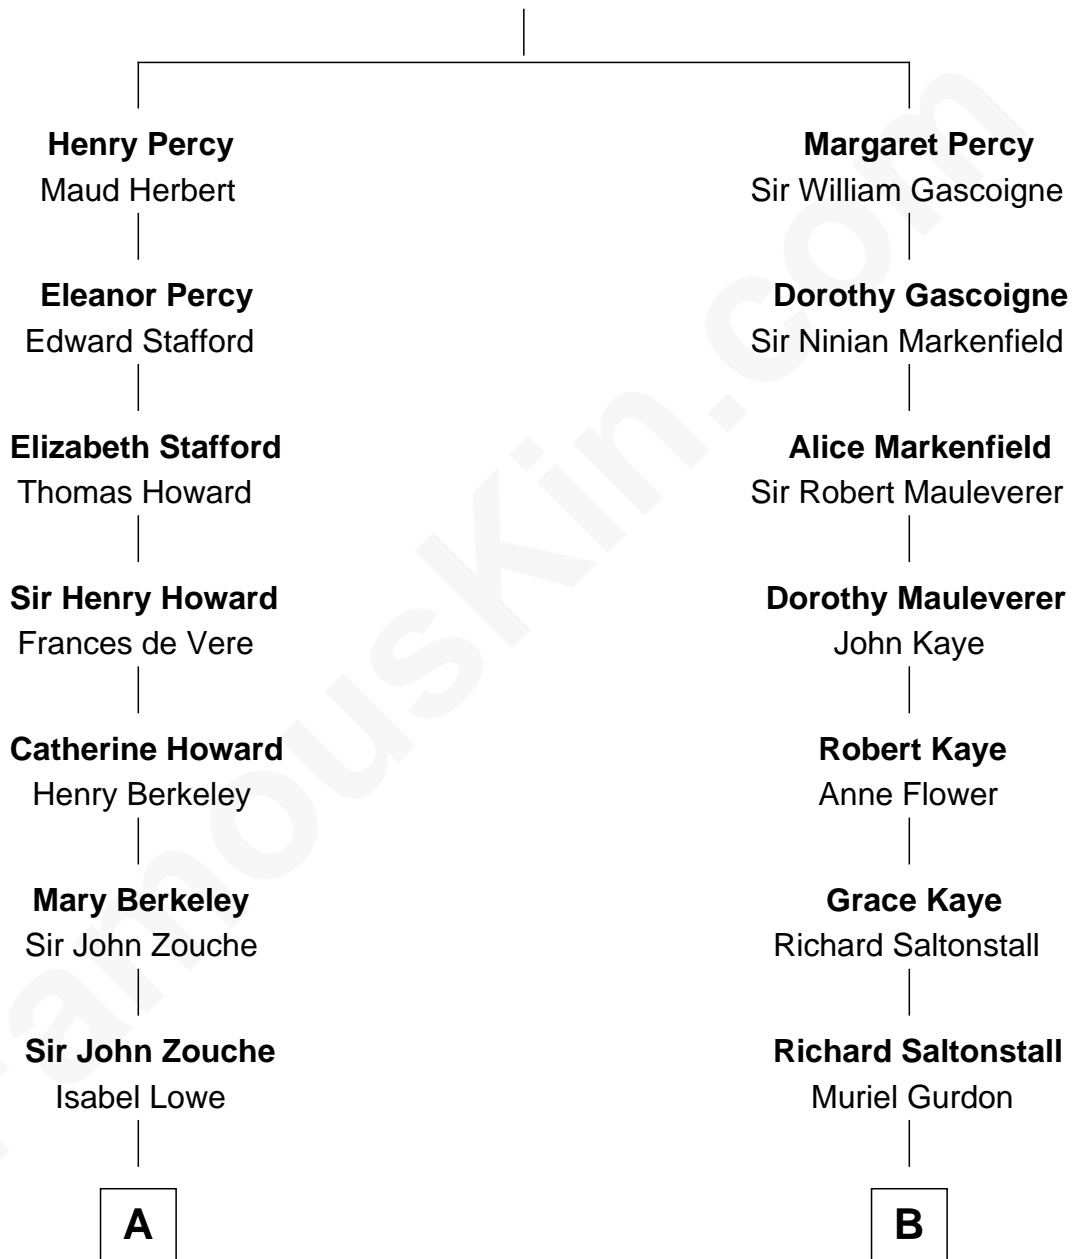 Henry Percy
Maud Herbert
Eleanor Percy
Edward Stafford
Elizabeth Stafford
Thomas Howard
Sir Henry Howard
Frances de Vere
Catherine Howard
Henry Berkeley
Mary Berkeley
Sir John Zouche
Sir John Zouche
Isabel Lowe
A
Margaret Percy
Sir William Gascoigne
Dorothy Gascoigne
Sir Ninian Markenfield
Alice Markenfield
Sir Robert Mauleverer
Dorothy Mauleverer
John Kaye
Robert Kaye
Anne Flower
Grace Kaye
Richard Saltonstall
Richard Saltonstall
Muriel Gurdon
B
FamousKin.com